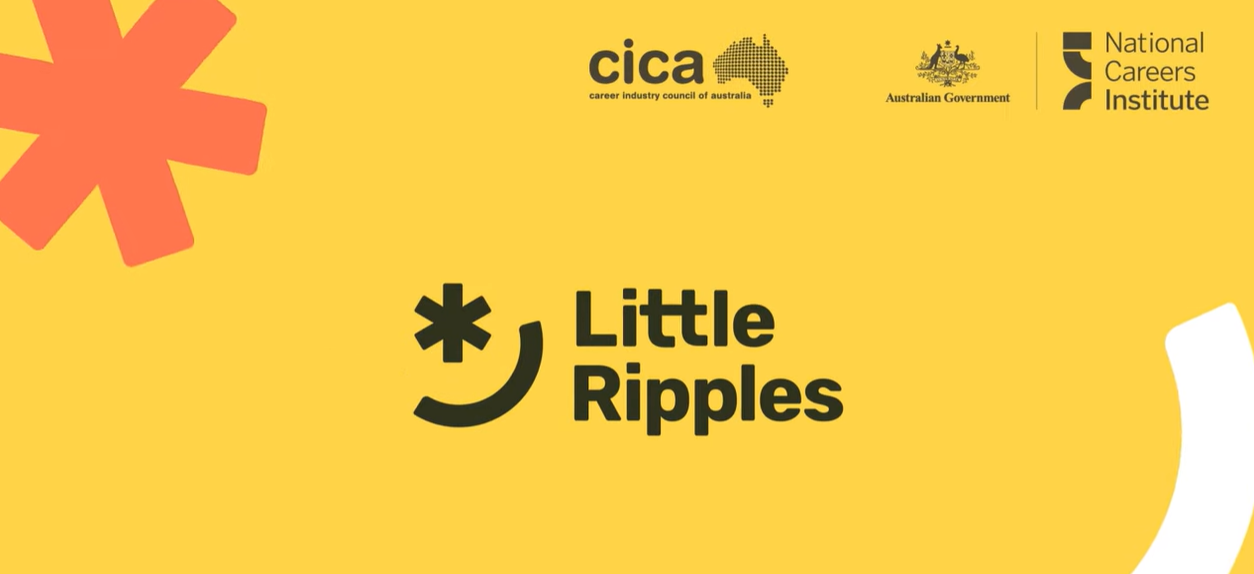 cica
career industry council of australia
Australian Government
National
Careers
Institute
Little
Ripples